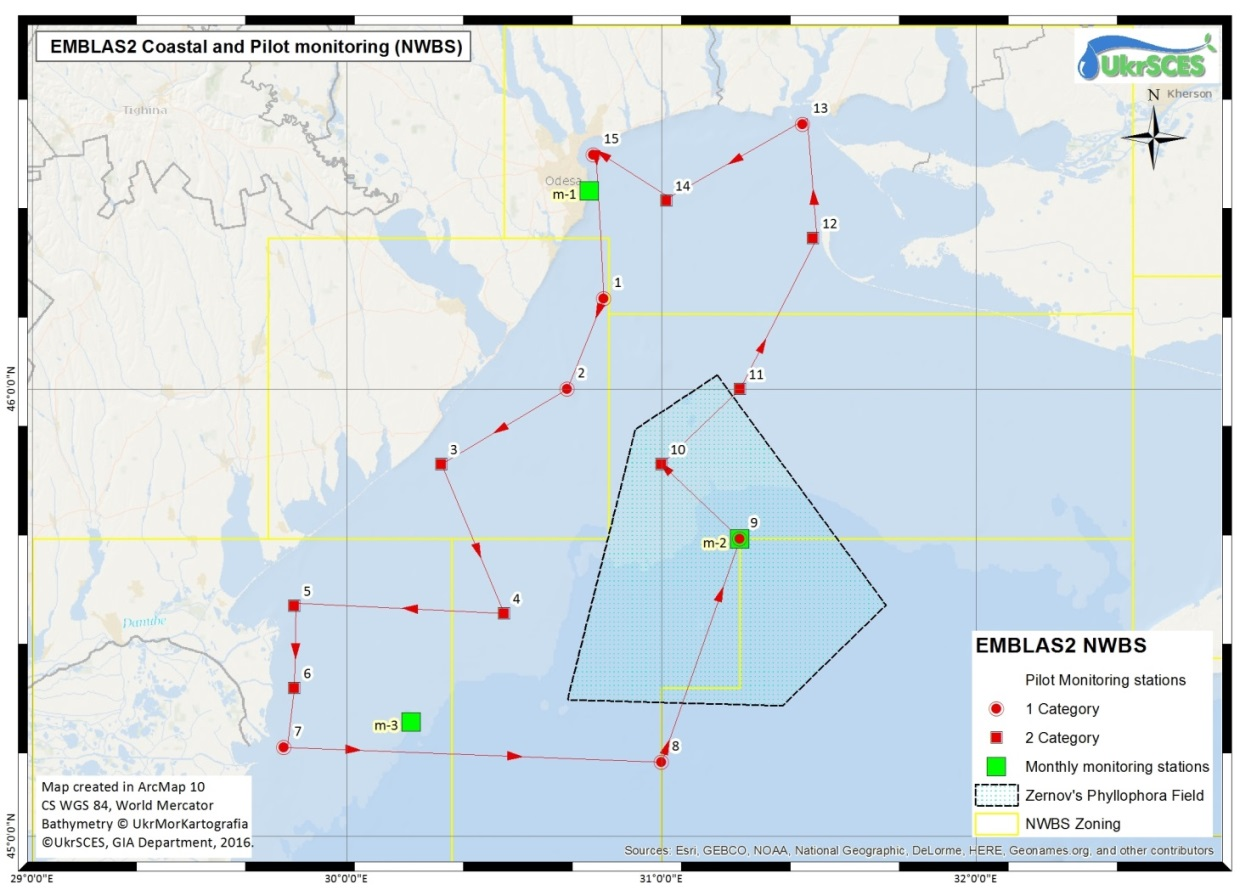 EMBLAS2 Coastal and Pilot monitoring (NWBS)
UkrSCES
N
Kherson
Tighina
13
15
Odesa
m-1
14
12
1
46°0'0"N
2
11
3
10
9
m-2
5
4
Danube
6
m-3
7
8
EMBLAS2 NWBS
Pilot Monitoring stations
1 Category
2 Category
Monthly monitoring stations
Zernov's Phyllophora Field
NWBS Zoning
Map created in ArcMap 10
CS WGS 84, World Mercator
Bathymetry © UkrMorKartografia
©UkrSCES, GIA Department, 2016.
45°0'0"N
Sources: Esri, GEBCO, NOAA, National Geographic, DeLorme, HERE, Geonames.org, and other contributors
29°0'0"E
30°0'0"E
31°0'0"E
32°0'0"E